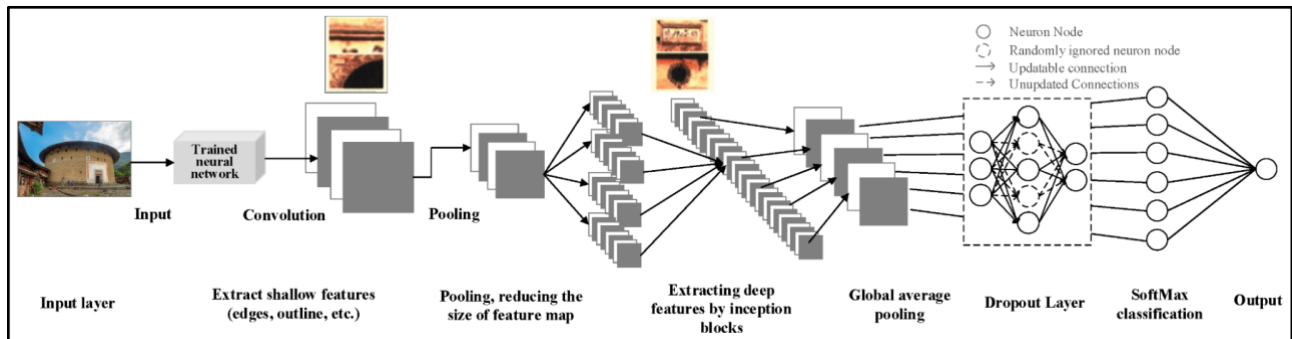 Neuron Node
Randomly ignored neuron node
Updatable connection
Unupdated Connections
Trained
neural
network
Input
Convolution
Pooling
Input layer
Extract shallow features
(edges, outline, etc.)
Pooling, reducing the
size of feature map
Extracting deep
features by inception
blocks
Global average
pooling
Dropout Layer
SoftMax
classification
Output